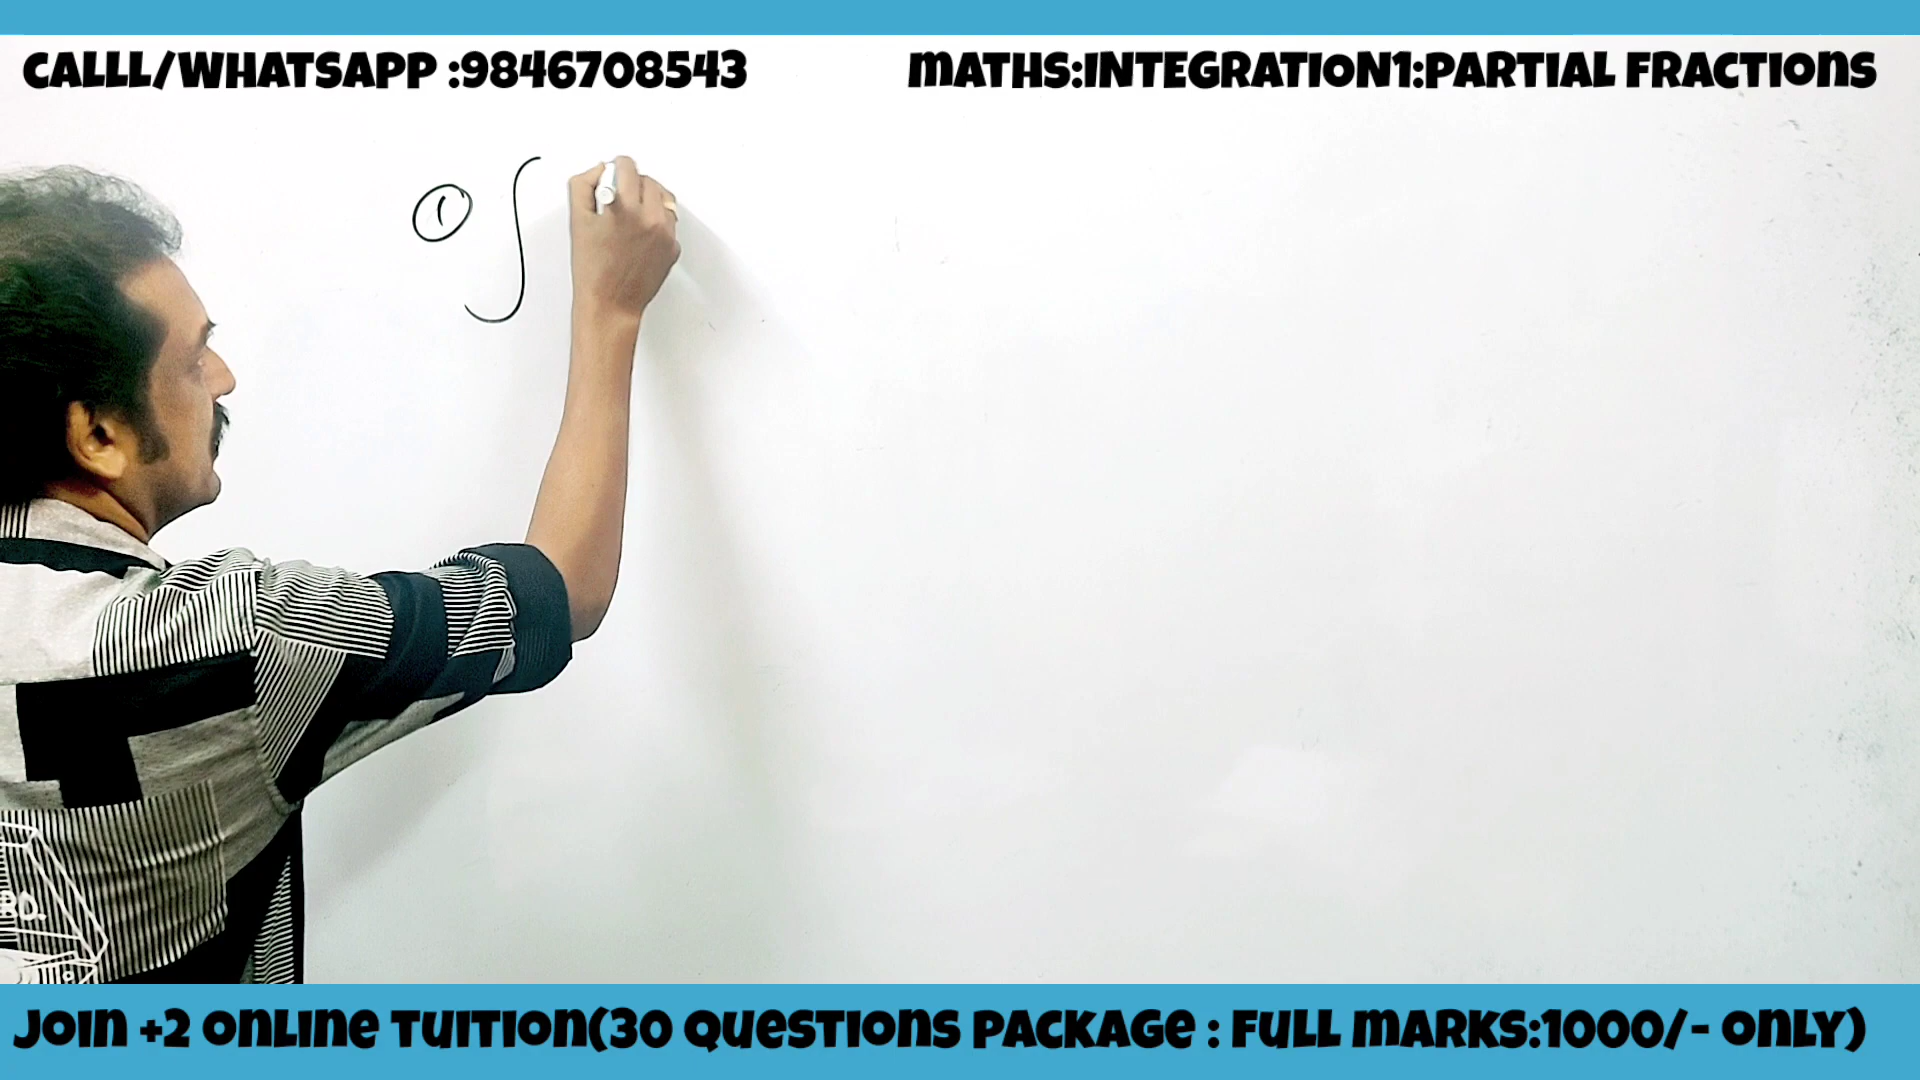 CALLL/WHATSAPP :9846708543
MATHS:INTEGRATION1:PARTIAL FRACTIONS
① ∫
RO.
JOIN +2 ONLINE TUITION(30 QUESTIONS PACKAGE : FULL MARKS:1000/- ONLY)